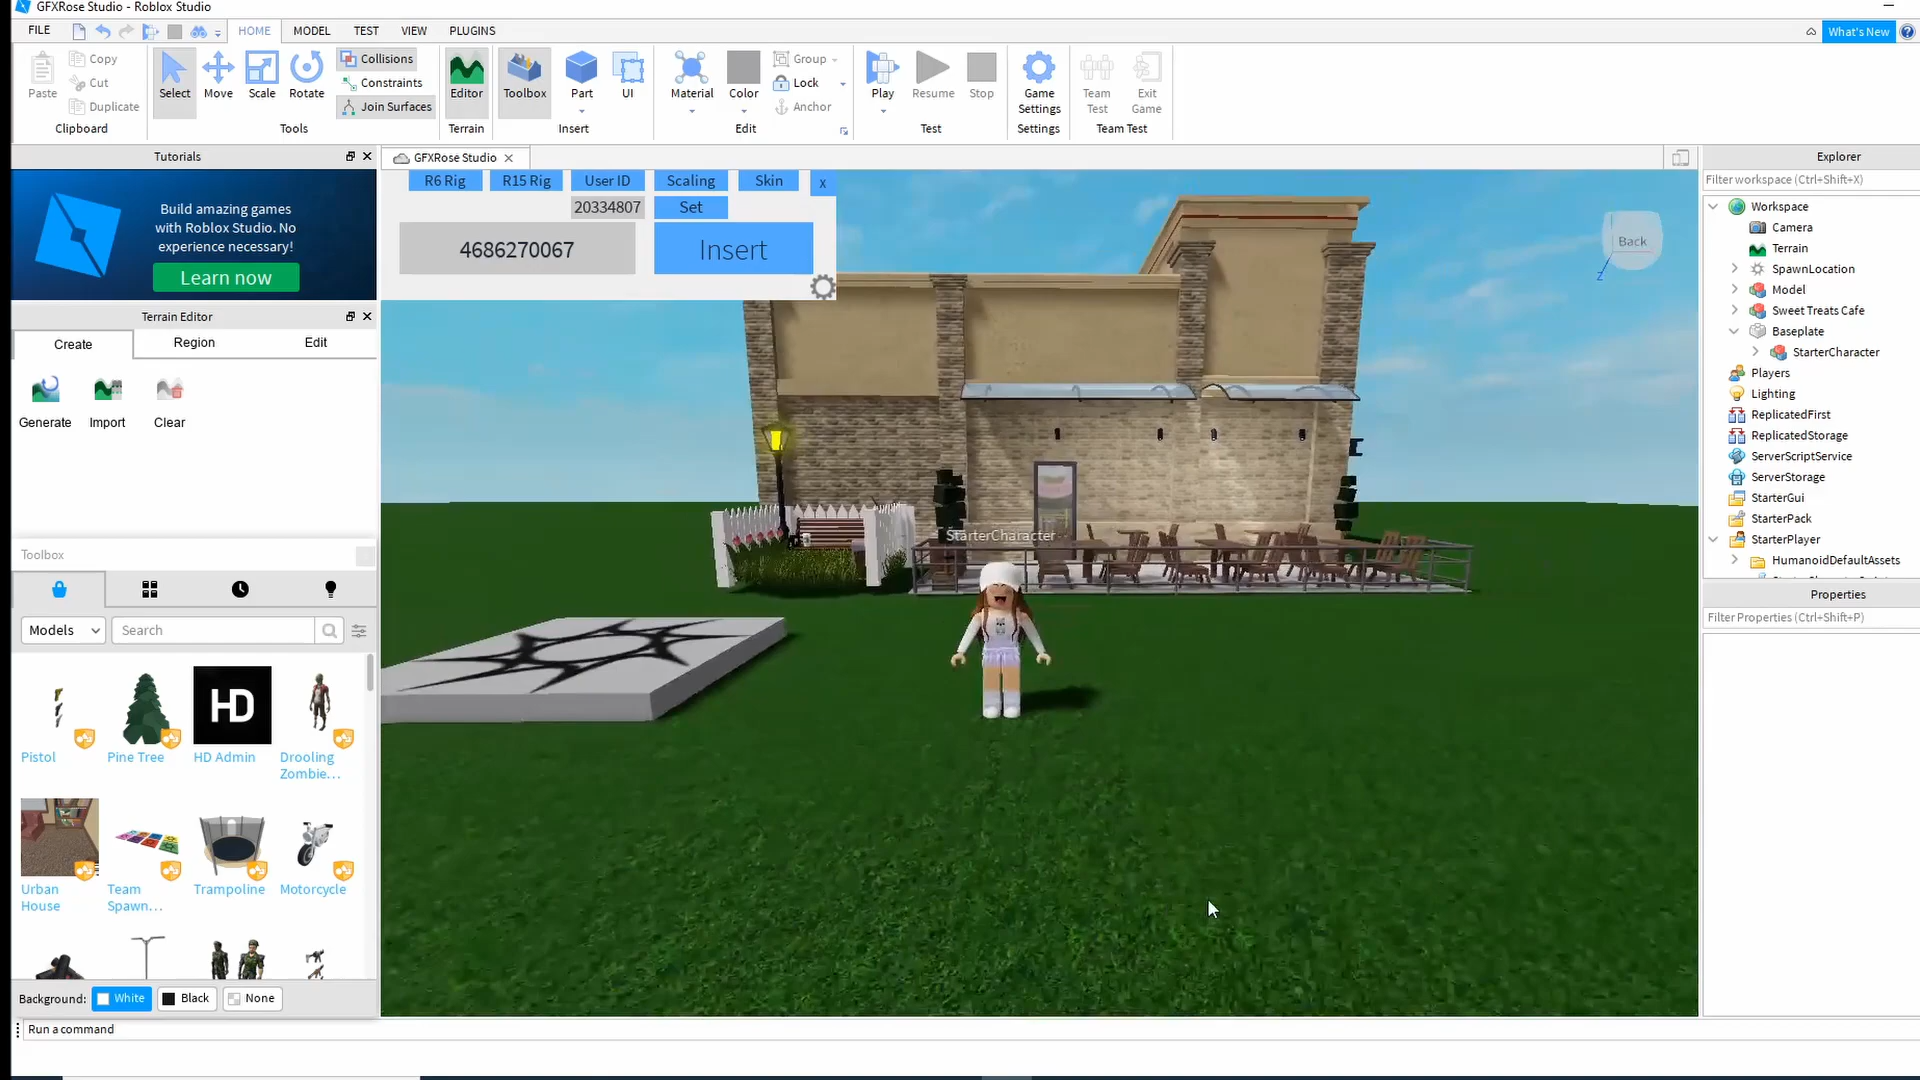 GFXRose Studio - Roblox Studio
FILE
HOME
MODEL
TEST
VIEW
PLUGINS
What's New
?
Paste
Copy
Cut
Duplicate
Clipboard
Select
Move
Scale
Rotate
Collisions
Constraints
Join Surfaces
Tools
Editor
Terrain
Toolbox
Part
UI
Insert
Material
Color
Group
Lock
Anchor
Edit
Play
Resume
Stop
Test
Game
Settings
Settings
Team
Test
Exit
Game
Team Test
Tutorials
Build amazing games
with Roblox Studio. No
experience necessary!
Learn now
Terrain Editor
Create
Region
Edit
Generate
Import
Clear
Toolbox
Models
Search
Pistol
Pine Tree
HD
HD Admin
Drooling
Zombie...
Urban
House
Team
Spawn...
Trampoline
Motorcycle
Background:
White
Black
None
Run a command
GFXRose Studio
R6 Rig
R15 Rig
User ID
Scaling
Skin
x
20334807
Set
4686270067
Insert
Back
Z
StarterCharacter
Explorer
Filter workspace (Ctrl+Shift+X)
Workspace
Camera
Terrain
SpawnLocation
Model
Sweet Treats Cafe
Baseplate
StarterCharacter
Players
Lighting
ReplicatedFirst
ReplicatedStorage
ServerScriptService
ServerStorage
StarterGui
StarterPack
StarterPlayer
HumanoidDefaultAssets
Properties
Filter Properties (Ctrl+Shift+P)